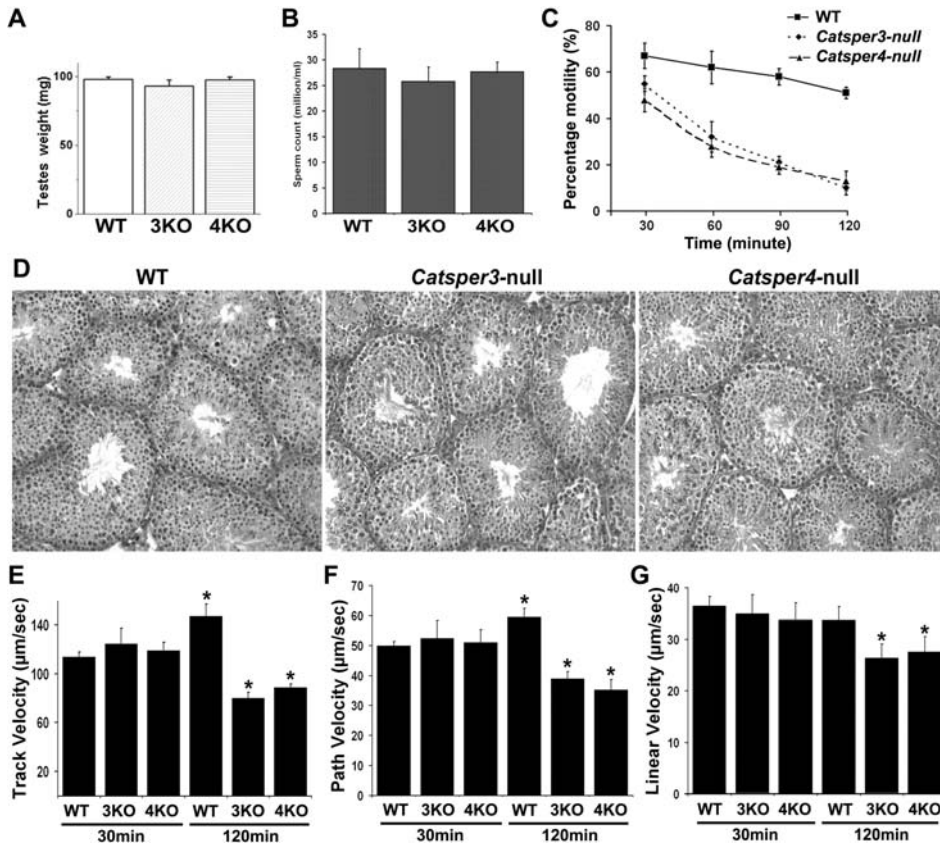 A
Testes weight (mg)
100
50
0
WT 3KO 4KO
B
Sperm count (million/ml)
35
30
25
20
15
10
5
0
WT 3KO 4KO
C
WT
Catsper3-null
Catsper4-null
Percentage motility (%)
80
60
40
20
0
30 60 90 120
Time (minute)
D
WT Catsper3-null Catsper4-null
E
Track Velocity (μm/sec)
140
100
60
20
* * *
WT 3KO 4KO WT 3KO 4KO
30min 120min
F
Path Velocity (μm/sec)
70
60
50
40
30
20
10
0
* * *
WT 3KO 4KO WT 3KO 4KO
30min 120min
G
Linear Velocity (μm/sec)
40
30
20
10
0
* *
WT 3KO 4KO WT 3KO 4KO
30min 120min